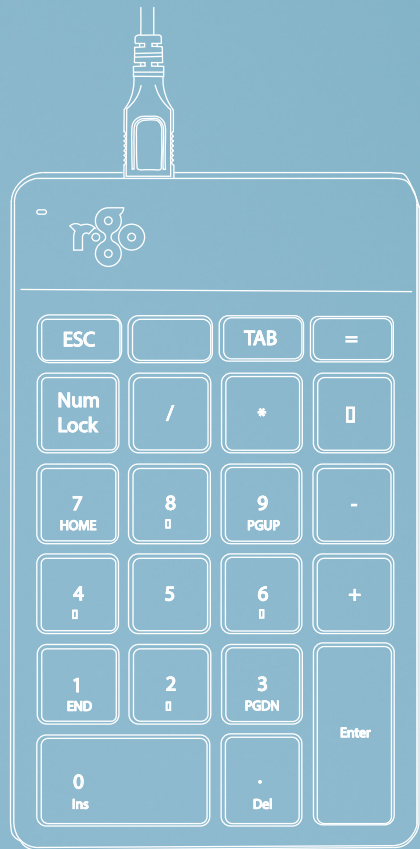 rgo
ESC TAB =
Num
Lock / * ▯
7 8 9 -
HOME ▯ PGUP
4 5 6 +
▯ ▯
1 2 3
END ▯ PGDN
Enter
0 .
Ins Del